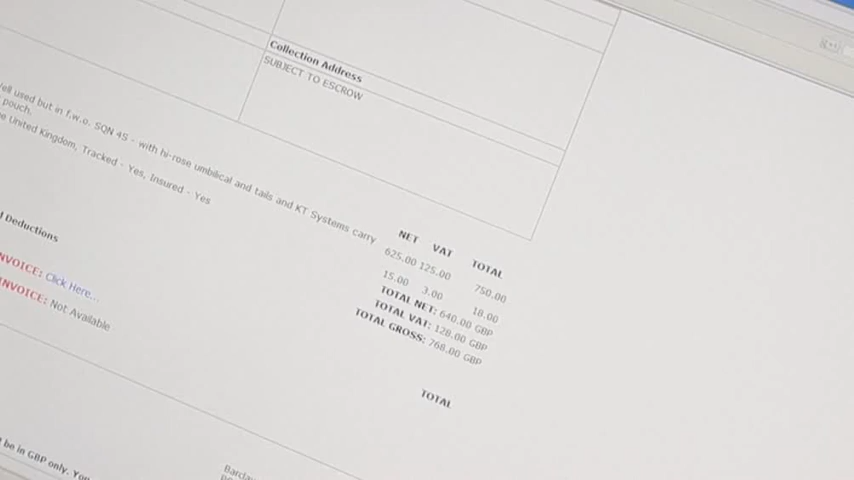 Collection Address
SUBJECT TO ESCROW
ell used but in f.w.o. SQN 4S - with hi-rose umbilical and tails and KT Systems carry
pouch.
e United Kingdom, Tracked - Yes, Insured - Yes
NET VAT TOTAL
625.00 125.00 750.00
15.00 3.00 18.00
TOTAL NET: 640.00 GBP
TOTAL VAT: 128.00 GBP
TOTAL GROSS: 768.00 GBP
d Deductions
NVOICE: Click Here...
NVOICE: Not Available
TOTAL
be in GBP only. You
Barclay